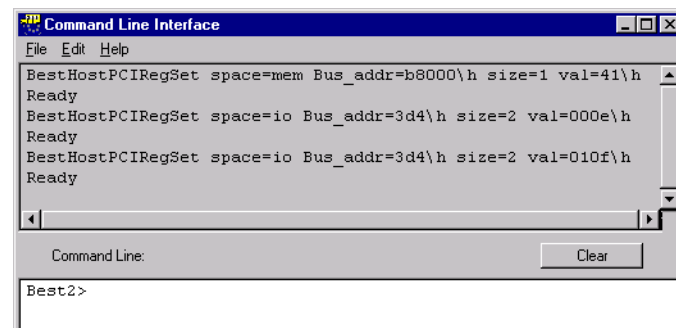 Command Line Interface
File Edit Help
BestHostPCIRegSet space=mem Bus_addr=b8000\h size=1 val=41\h
Ready
BestHostPCIRegSet space=io Bus_addr=3d4\h size=2 val=000e\h
Ready
BestHostPCIRegSet space=io Bus_addr=3d4\h size=2 val=010f\h
Ready
Command Line:
Clear
Best2>